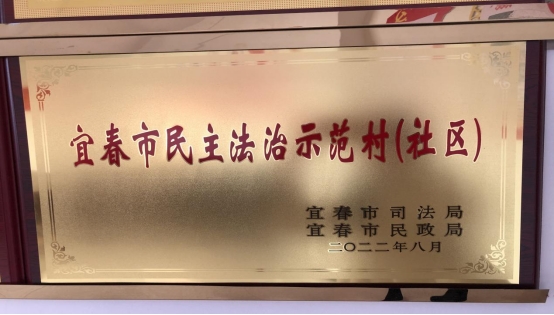 宜春市民主法治示范村(社区)
宜春市司法局
宜春市民政局
二〇二二年八月